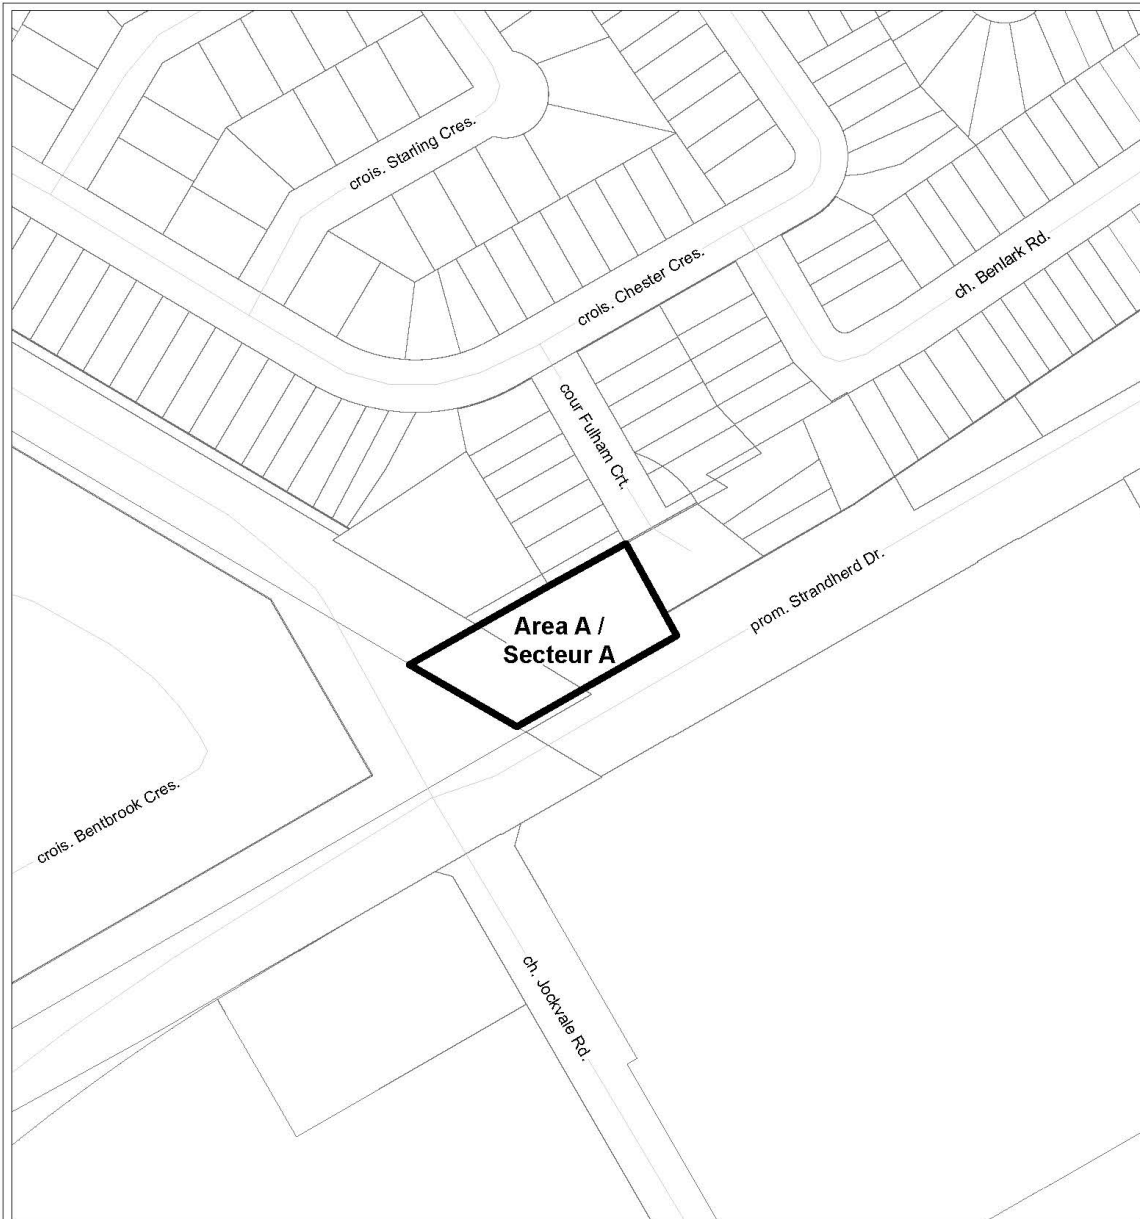 crois. Starling Cres.
crois. Chester Cres.
ch. Benlark Rd.
cour Fulham Crt.
prom. Strandherd Dr.
Area A /
Secteur A
crois. Bentbrook Cres.
ch. Jockvale Rd.